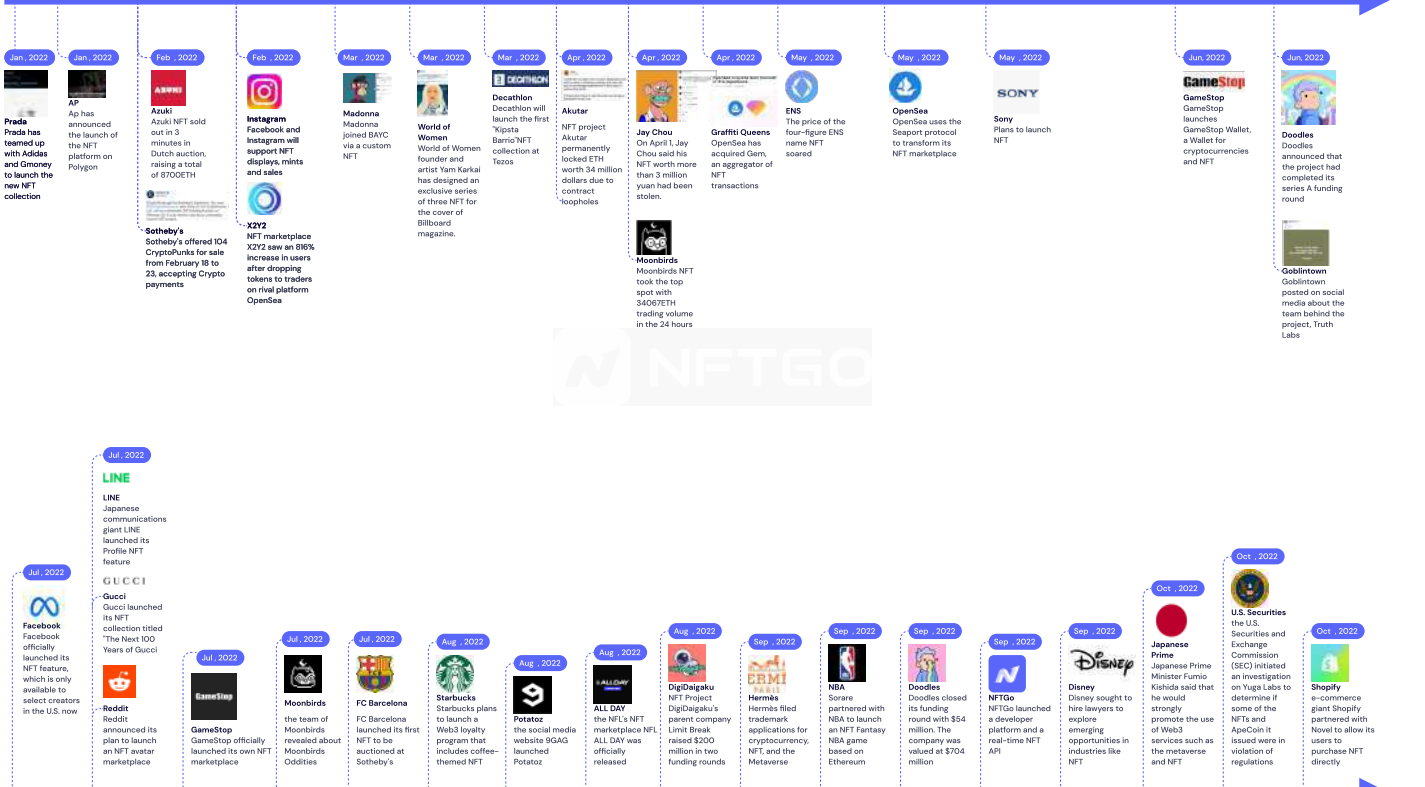 Jan , 2022
Prada
Prada has
teamed up
with Adidas
and Gmoney
to launch the
new NFT
collection
Jan , 2022
AP
Ap has
announced
the launch of
the NFT
platform on
Polygon
Feb , 2022
AZUKI
Azuki
Azuki NFT sold
out in 3
minutes in
Dutch auction,
raising a total
of 8700ETH
Sotheby's
Sotheby's offered 104
CryptoPunks for sale
from February 18 to
23, accepting Crypto
payments
Feb , 2022
Instagram
Facebook and
Instagram will
support NFT
displays, mints
and sales
X2Y2
NFT marketplace
X2Y2 saw an 816%
increase in users
after dropping
tokens to traders
on rival platform
OpenSea
Mar , 2022
Madonna
Madonna
joined BAYC
via a custom
NFT
Mar , 2022
World of
Women
World of Women
founder and
artist Yam Karkai
has designed an
exclusive series
of three NFT for
the cover of
Billboard
magazine.
Mar , 2022
DECATHLON
Decathlon
Decathlon will
launch the first
"Kipsta
Barrio"NFT
collection at
Tezos
Apr , 2022
Akutar
NFT project
Akutar
permanently
locked ETH
worth 34 million
dollars due to
contract
loopholes
Apr , 2022
Jay Chou
On April 1, Jay
Chou said his
NFT worth more
than 3 million
yuan had been
stolen.
Moonbirds
Moonbirds NFT
took the top
spot with
34067ETH
trading volume
in the 24 hours
Apr , 2022
Graffiti Queens
OpenSea has
acquired Gem,
an aggregator of
NFT
transactions
May , 2022
ENS
The price of the
four-figure ENS
name NFT
soared
May , 2022
OpenSea
OpenSea uses the
Seaport protocol
to transform its
NFT marketplace
May , 2022
SONY
Sony
Plans to launch
NFT
Jun, 2022
GameStop
GameStop
GameStop
launches
GameStop Wallet,
a Wallet for
cryptocurrencies
and NFT
Jun, 2022
Doodles
Doodles
announced that
the project had
completed its
series A funding
round
Goblintown
Goblintown
posted on social
media about the
team behind the
project, Truth
Labs
NFTGO
Jul , 2022
Facebook
Facebook
officially
launched its
NFT feature,
which is only
available to
select creators
in the U.S. now
Jul , 2022
LINE
LINE
Japanese
communications
giant LINE
launched its
Profile NFT
feature
GUCCI
Gucci
Gucci launched
its NFT
collection titled
"The Next 100
Years of Gucci
Reddit
Reddit
announced its
plan to launch
an NFT avatar
marketplace
Jul , 2022
GameStop
GameStop
GameStop officially
launched its own NFT
marketplace
Jul , 2022
Moonbirds
the team of
Moonbirds
revealed about
Moonbirds
Oddities
Jul , 2022
FC Barcelona
FC Barcelona
launched its first
NFT to be
auctioned at
Sotheby's
Aug , 2022
Starbucks
Starbucks plans
to launch a
Web3 loyalty
program that
includes coffee-
themed NFT
Aug , 2022
Potatoz
the social media
website 9GAG
launched
Potatoz
Aug , 2022
ALL DAY
ALL DAY
the NFL's NFT
marketplace NFL
ALL DAY was
officially
released
Aug , 2022
DigiDaigaku
NFT Project
DigiDaigaku's
parent company
Limit Break
raised $200
million in two
funding rounds
Sep , 2022
Hermès
Hermès filed
trademark
applications for
cryptocurrency,
NFT, and the
Metaverse
Sep , 2022
NBA
Sorare
partnered with
NBA to launch
an NFT Fantasy
NBA game
based on
Ethereum
Sep , 2022
Doodles
Doodles closed
its funding
round with $54
million. The
company was
valued at $704
million
Sep , 2022
NFTGo
NFTGo launched
a developer
platform and a
real-time NFT
API
Sep , 2022
Disney
Disney
Disney sought to
hire lawyers to
explore
emerging
opportunities in
industries like
NFT
Oct , 2022
Japanese
Prime
Japanese Prime
Minister Fumio
Kishida said that
he would
strongly
promote the use
of Web3
services such as
the metaverse
and NFT
Oct , 2022
U.S. Securities
the U.S.
Securities and
Exchange
Commission
(SEC) initiated
an investigation
on Yuga Labs to
determine if
some of the
NFTs and
ApeCoin it
issued were in
violation of
regulations
Oct , 2022
Shopify
e-commerce
giant Shopify
partnered with
Novel to allow its
users to
purchase NFT
directly